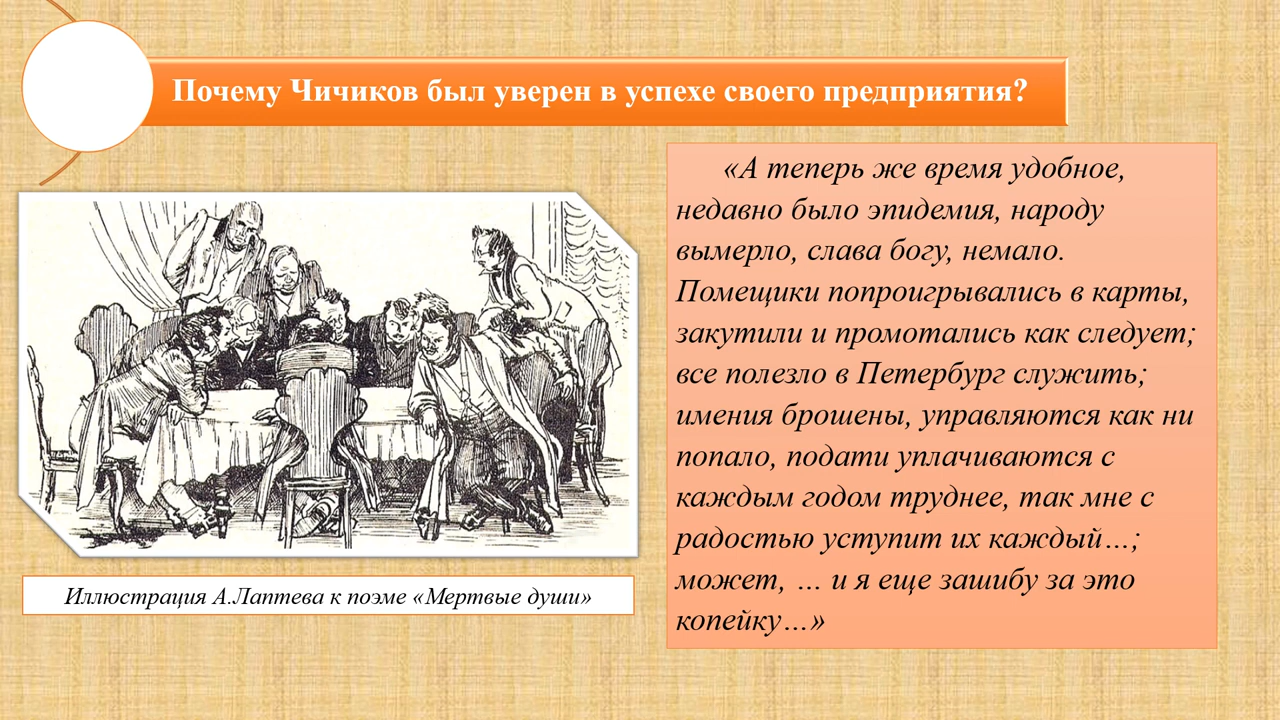 Почему Чичиков был уверен в успехе своего предприятия?
«А теперь же время удобное,
недавно было эпидемия, народу
вымерло, слава богу, немало.
Помещики попроигрывались в карты,
закутили и промотались как следует;
все полезло в Петербург служить;
имения брошены, управляются как ни
попало, подати уплачиваются с
каждым годом труднее, так мне с
радостью уступит их каждый…;
может, … и я еще зашибу за это
копейку…»
Иллюстрация А.Лаптева к поэме «Мертвые души»